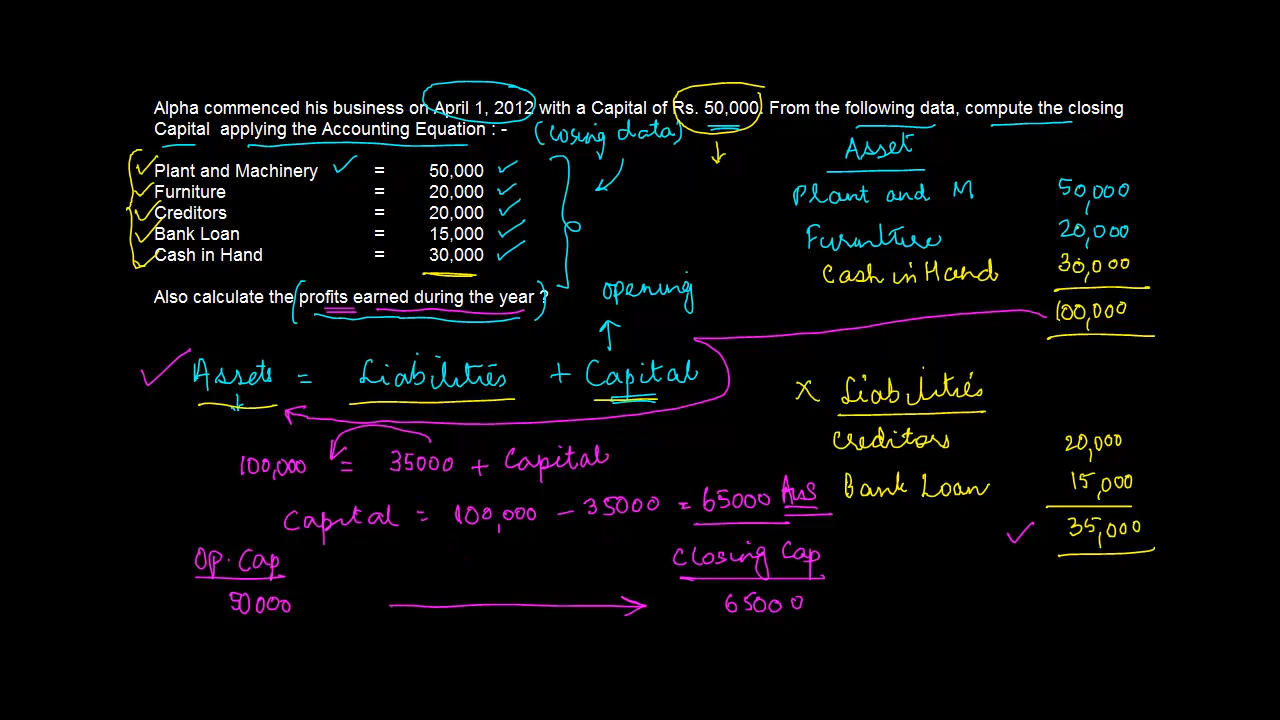 Alpha commenced his business on April 1, 2012 with a Capital of Rs. 50,000. From the following data, compute the closing
Capital applying the Accounting Equation : -
(closing data)
Plant and Machinery = 50,000
Furniture = 20,000
Creditors = 20,000
Bank Loan = 15,000
Cash in Hand = 30,000
Also calculate the profits earned during the year ?
opening
Assets = Liabilities + Capital
100,000 = 35000 + Capital
Capital = 100,000 - 35000 = 65000 Ans
Op. Cap
50000
Closing Cap
65000
Asset
Plant and M 50,000
Furniture 20,000
Cash in Hand 30,000
100,000
Liabilities
Creditors 20,000
Bank Loan 15,000
35,000